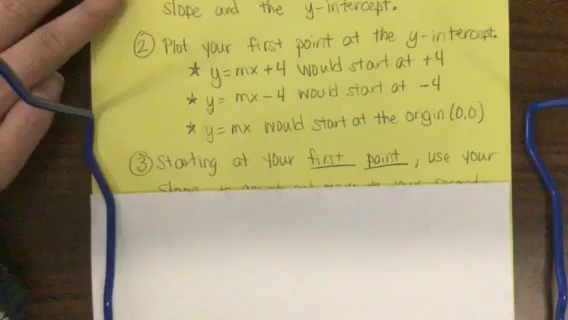 slope and the y-intercept.
② Plot your first point at the y-intercept.
* y=mx+4 would start at +4
* y= mx-4 would start at -4
* y=mx would start at the origin (0,0)
③ Starting at your first point, use your